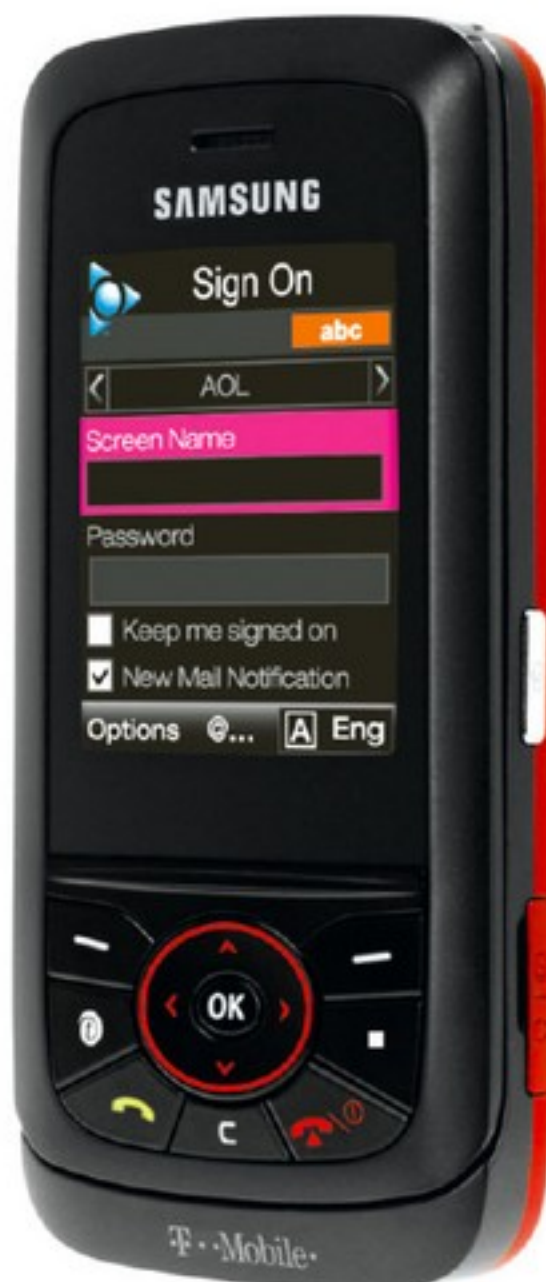 SAMSUNG
Sign On
abc
AOL
Screen Name
Password
Keep me signed on
New Mail Notification
Options @... A Eng
OK
C
T··Mobile·